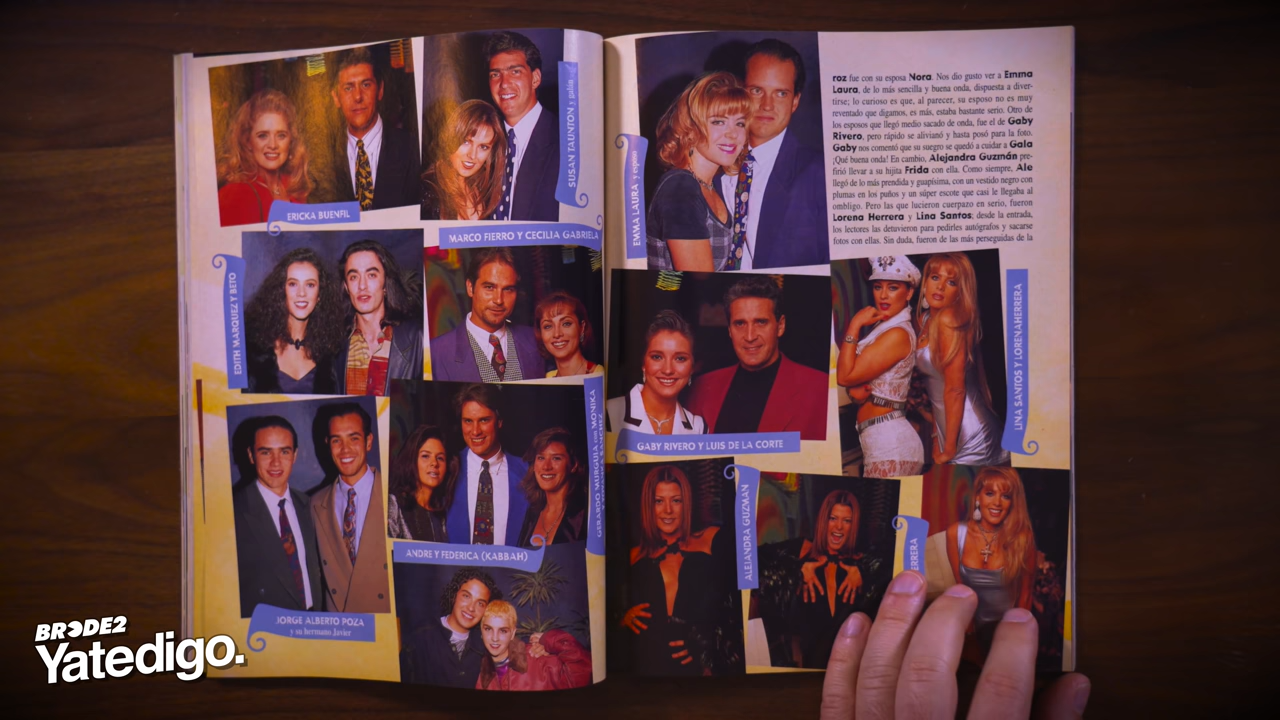 ERICKA BUENFIL
SUSAN TAUNTON y galán
MARCO FIERRO Y CECILIA GABRIELA
EDITH MARQUEZ Y BETO
GERARDO MURGUIA con MONIKA
ANDRE Y FEDERICA (KABBAH)
JORGE ALBERTO POZA
y su hermano Javier
EMMA LAURA y esposo
roz fue con su esposa Nora. Nos dio gusto ver a Emma
Laura, de lo más sencilla y buena onda, dispuesta a diver-
tirse; lo curioso es que, al parecer, su esposo no es muy
reventado que digamos, es más, estaba bastante serio. Otro de
los esposos que llegó medio sacado de onda, fue el de Gaby
Rivero, pero rápido se alivianó y hasta posó para la foto.
Gaby nos comentó que su suegro se quedó a cuidar a Gala
¡Qué buena onda! En cambio, Alejandra Guzmán pre-
firió llevar a su hijita Frida con ella. Como siempre, Ale
llegó de lo más prendida y guapísima, con un vestido negro con
plumas en los puños y un súper escote que casi le llegaba al
ombligo. Pero las que lucieron cuerpazo en serio, fueron
Lorena Herrera y Lina Santos; desde la entrada,
los lectores las detuvieron para pedirles autógrafos y sacarse
fotos con ellas. Sin duda, fueron de las más perseguidas de la
GABY RIVERO Y LUIS DE LA CORTE
LINA SANTOS Y LORENAHERRERA
ALEJANDRA GUZMAN
ERRERA
BRODE2
Yatedigo.